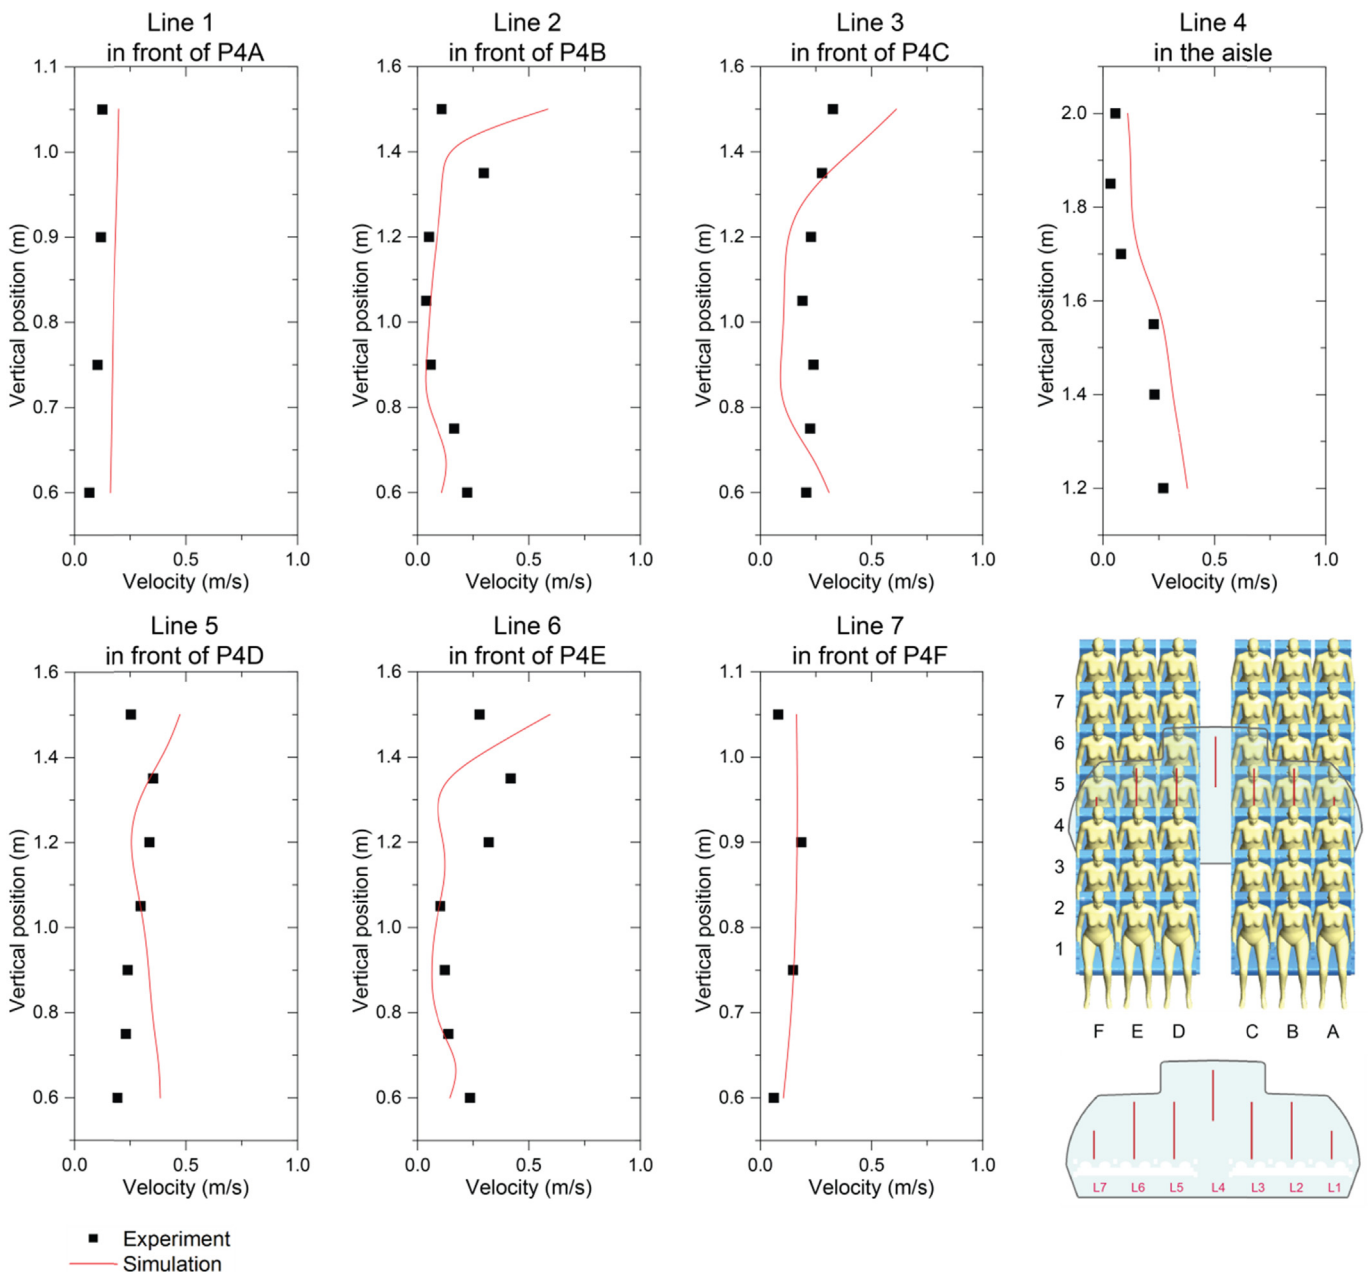 Line 1
in front of P4A
Line 2
in front of P4B
Line 3
in front of P4C
Line 4
in the aisle
1.1
1.0
0.9
0.8
0.7
0.6
Vertical position (m)
0.0 0.5 1.0
Velocity (m/s)
1.6
1.4
1.2
1.0
0.8
0.6
Vertical position (m)
0.0 0.5 1.0
Velocity (m/s)
1.6
1.4
1.2
1.0
0.8
0.6
Vertical position (m)
0.0 0.5 1.0
Velocity (m/s)
2.0
1.8
1.6
1.4
1.2
Vertical position (m)
0.0 0.5 1.0
Velocity (m/s)
Line 5
in front of P4D
Line 6
in front of P4E
Line 7
in front of P4F
1.6
1.4
1.2
1.0
0.8
0.6
Vertical position (m)
0.0 0.5 1.0
Velocity (m/s)
1.6
1.4
1.2
1.0
0.8
0.6
Vertical position (m)
0.0 0.5 1.0
Velocity (m/s)
1.1
1.0
0.9
0.8
0.7
0.6
Vertical position (m)
0.0 0.5 1.0
Velocity (m/s)
7
6
5
4
3
2
1
F E D C B A
L7 L6 L5 L4 L3 L2 L1
Experiment
Simulation